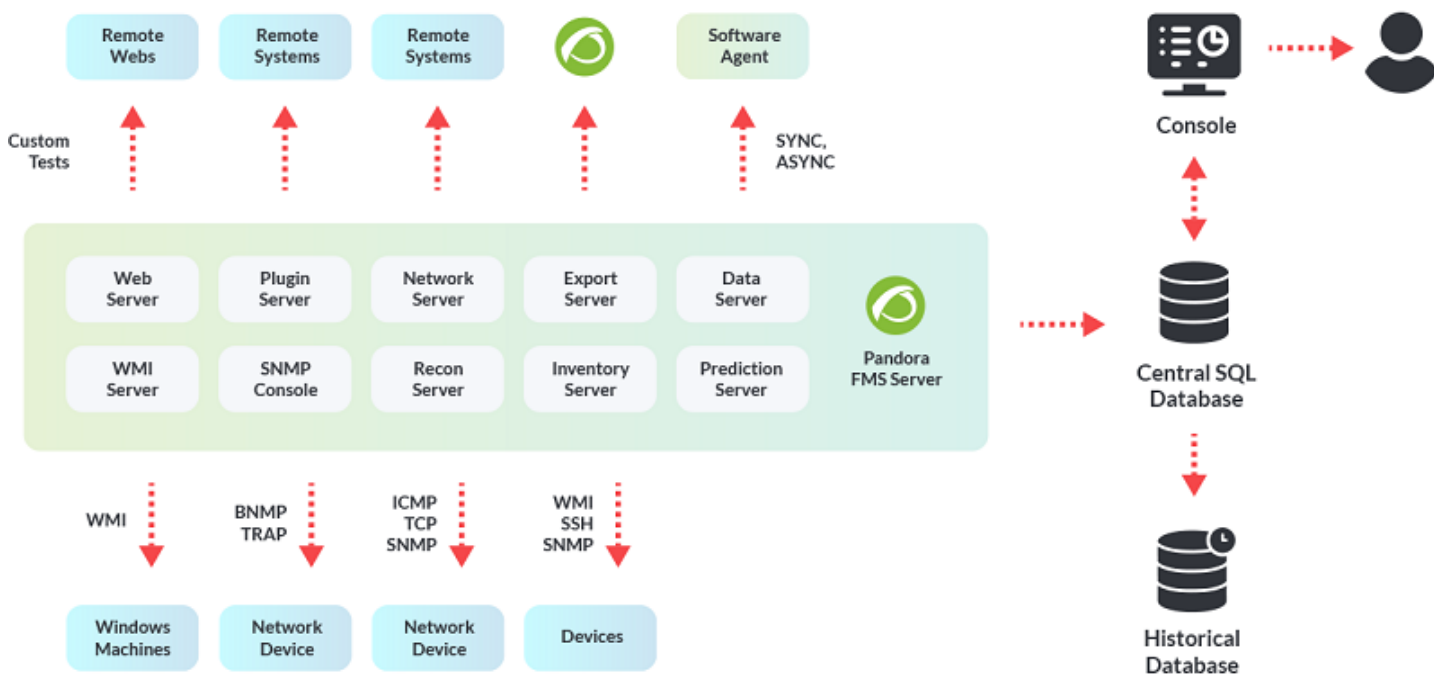 Remote
Webs
Remote
Systems
Remote
Systems
Software
Agent
Console
Custom
Tests
SYNC,
ASYNC
Web
Server
Plugin
Server
Network
Server
Export
Server
Data
Server
WMI
Server
SNMP
Console
Recon
Server
Inventory
Server
Prediction
Server
Pandora
FMS Server
Central SQL
Database
WMI
BNMP
TRAP
ICMP
TCP
SNMP
WMI
SSH
SNMP
Windows
Machines
Network
Device
Network
Device
Devices
Historical
Database